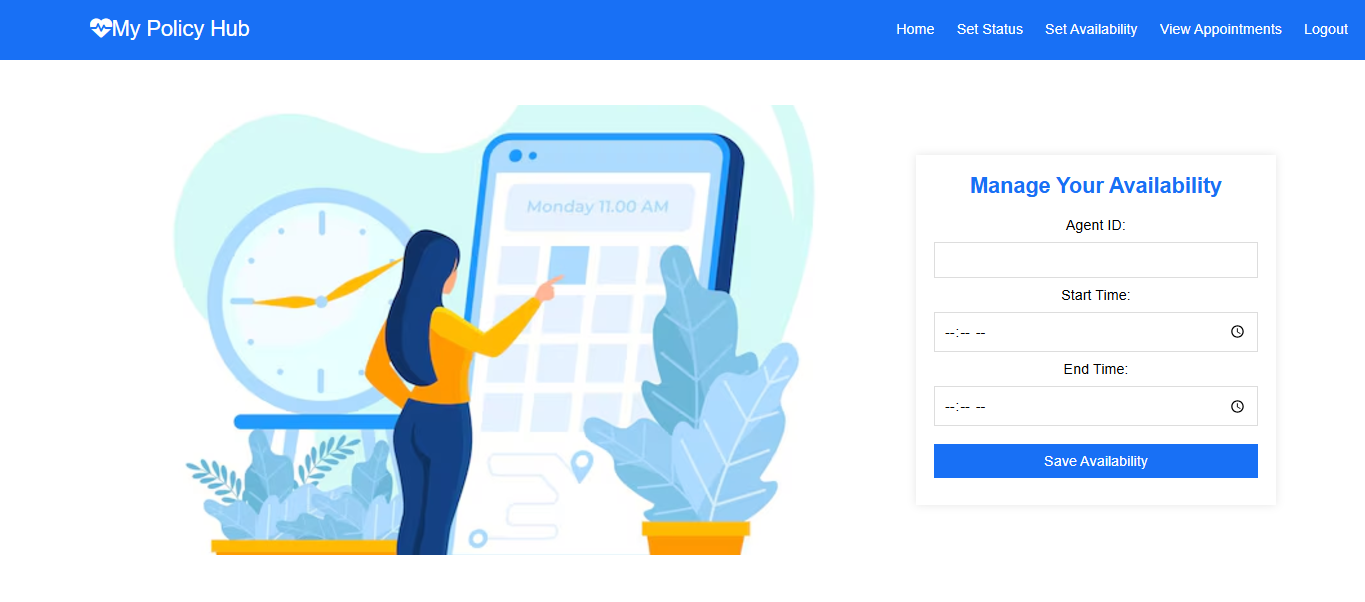 My Policy Hub
Home Set Status Set Availability View Appointments Logout
Monday 11.00 AM
Manage Your Availability
Agent ID:
Start Time:
--:-- --
End Time:
--:-- --
Save Availability